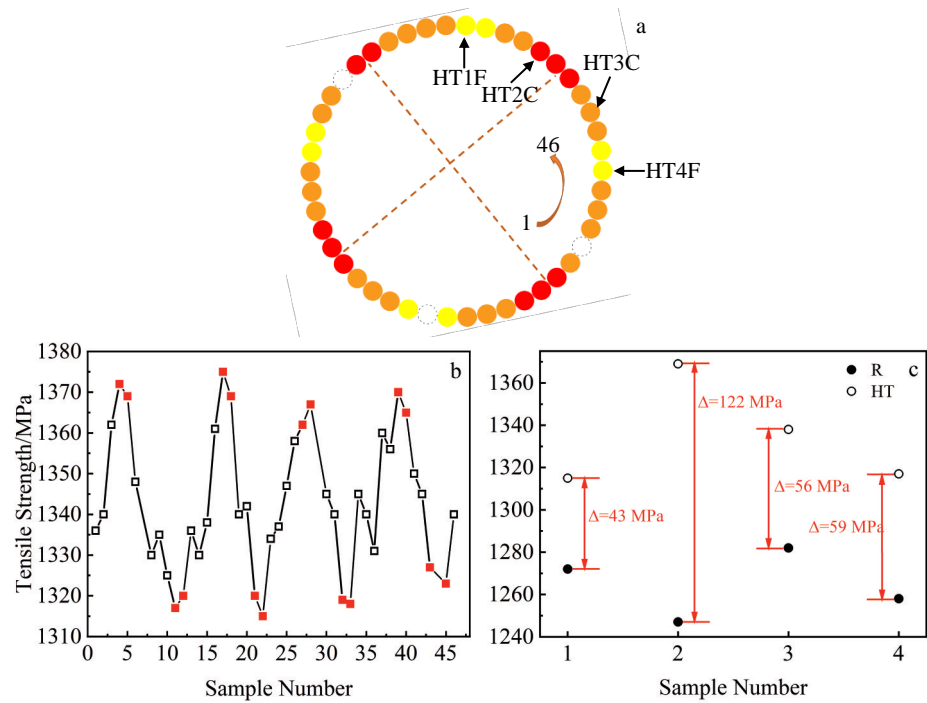 a
HT1F
HT2C
HT3C
HT4F
46
1
b
1380
1370
1360
1350
1340
1330
1320
1310
Tensile Strength/MPa
0 5 10 15 20 25 30 35 40 45
Sample Number
c
R
HT
1360
1340
1320
1300
1280
1260
1240
Δ=43 MPa
Δ=122 MPa
Δ=56 MPa
Δ=59 MPa
1 2 3 4
Sample Number